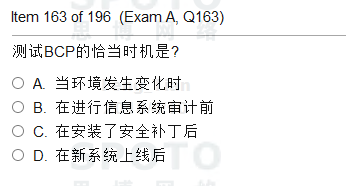 Item 163 of 196 (Exam A, Q163)
测试BCP的恰当时机是?
A. 当环境发生变化时
B. 在进行信息系统审计前
C. 在安装了安全补丁后
D. 在新系统上线后
SPOTO